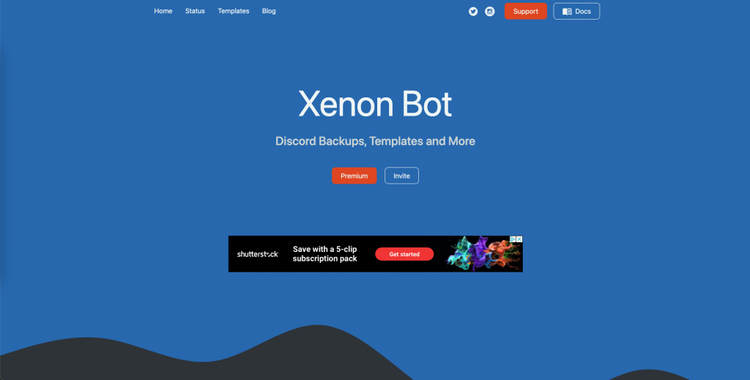 Home Status Templates Blog Support Docs
Xenon Bot
Discord Backups, Templates and More
Premium Invite
shutterstock Save with a 5-clip subscription pack Get started